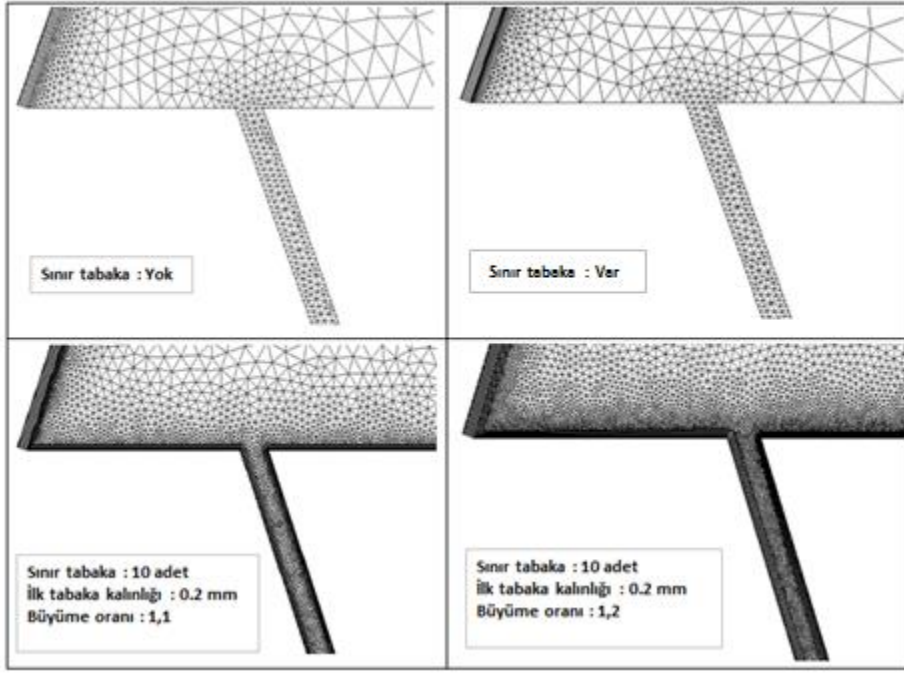 Sınır tabaka : Yok
Sınır tabaka : Var
Sınır tabaka : 10 adet
İlk tabaka kalınlığı : 0.2 mm
Büyüme oranı : 1,1
Sınır tabaka : 10 adet
İlk tabaka kalınlığı : 0.2 mm
Büyüme oranı : 1,2